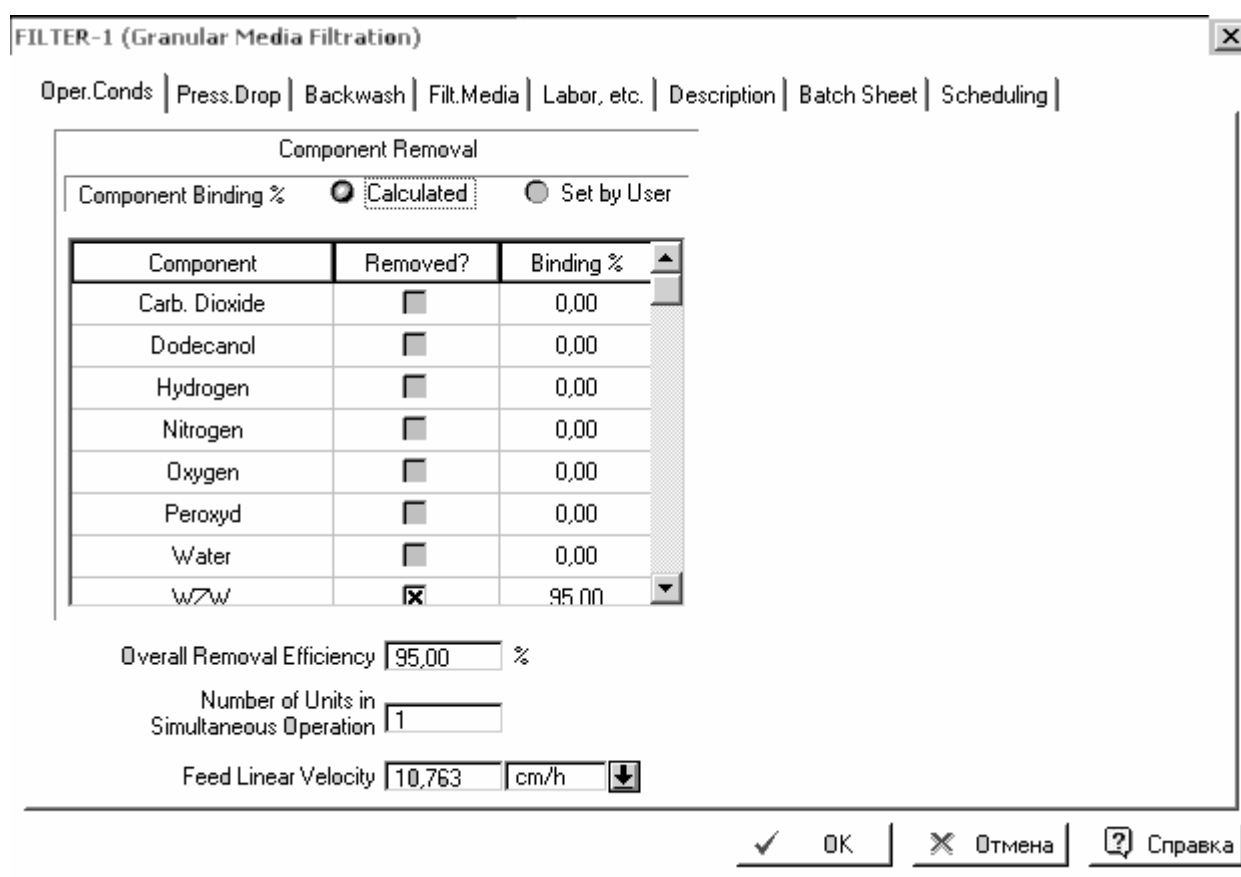 FILTER-1 (Granular Media Filtration)
Oper.Conds Press.Drop Backwash Filt.Media Labor, etc. Description Batch Sheet Scheduling
Component Removal
Component Binding % Calculated Set by User
Component Removed? Binding %
Carb. Dioxide 0,00
Dodecanol 0,00
Hydrogen 0,00
Nitrogen 0,00
Oxygen 0,00
Peroxyd 0,00
Water 0,00
WZW 95,00
Overall Removal Efficiency 95,00 %
Number of Units in
Simultaneous Operation 1
Feed Linear Velocity 10,763 cm/h
OK Отмена Справка